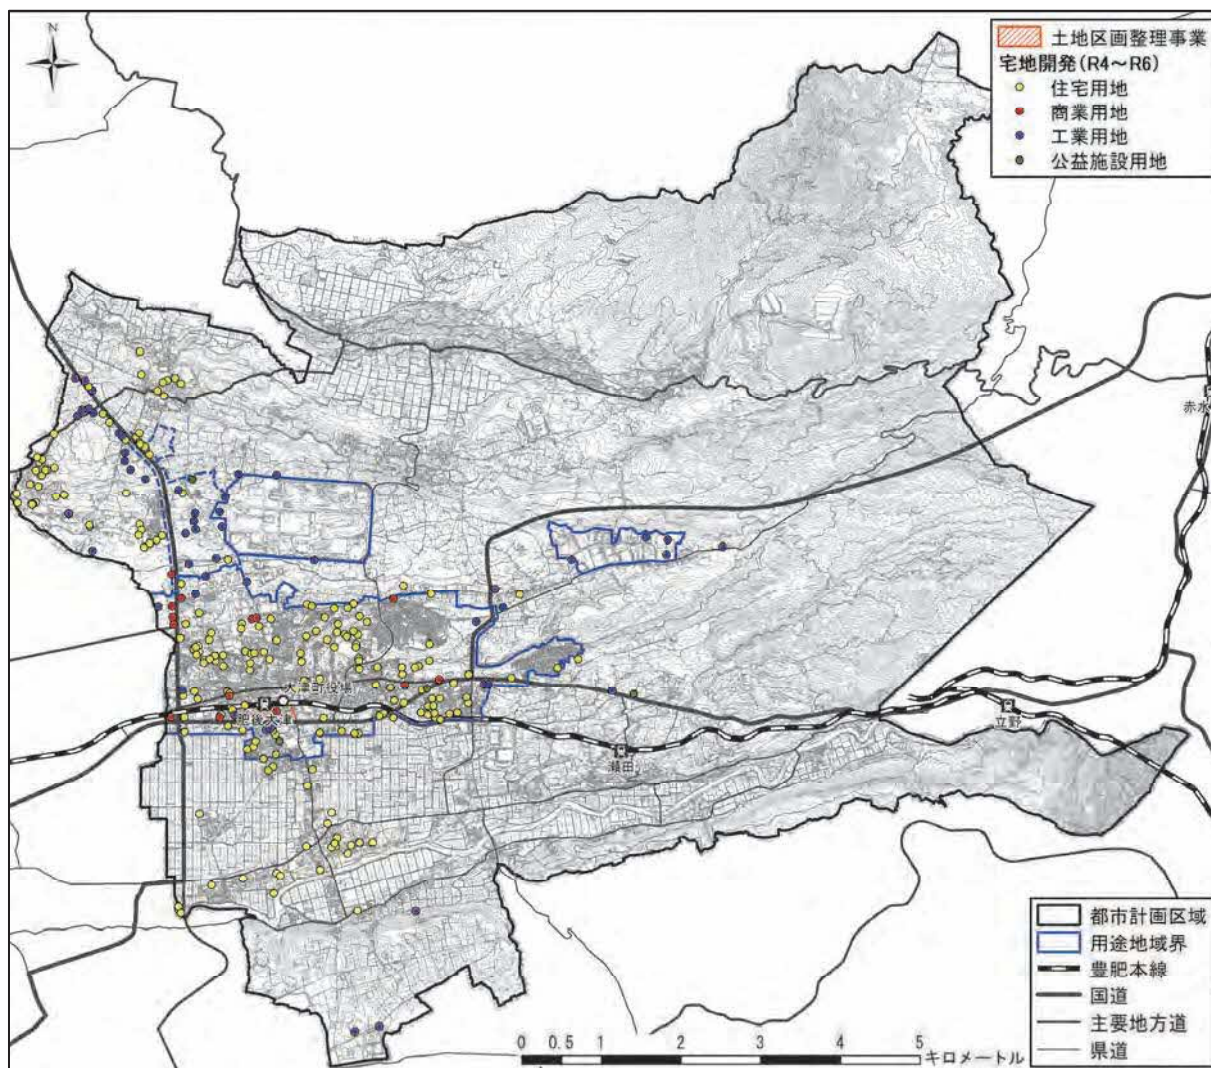 N
土地区画整理事業
宅地開発(R4～R6)
住宅用地
商業用地
工業用地
公益施設用地
赤水
大津町役場
肥後大津
立野
瀬田
都市計画区域
用途地域界
豊肥本線
国道
主要地方道
県道
0 0.5 1 2 3 4 5
キロメートル